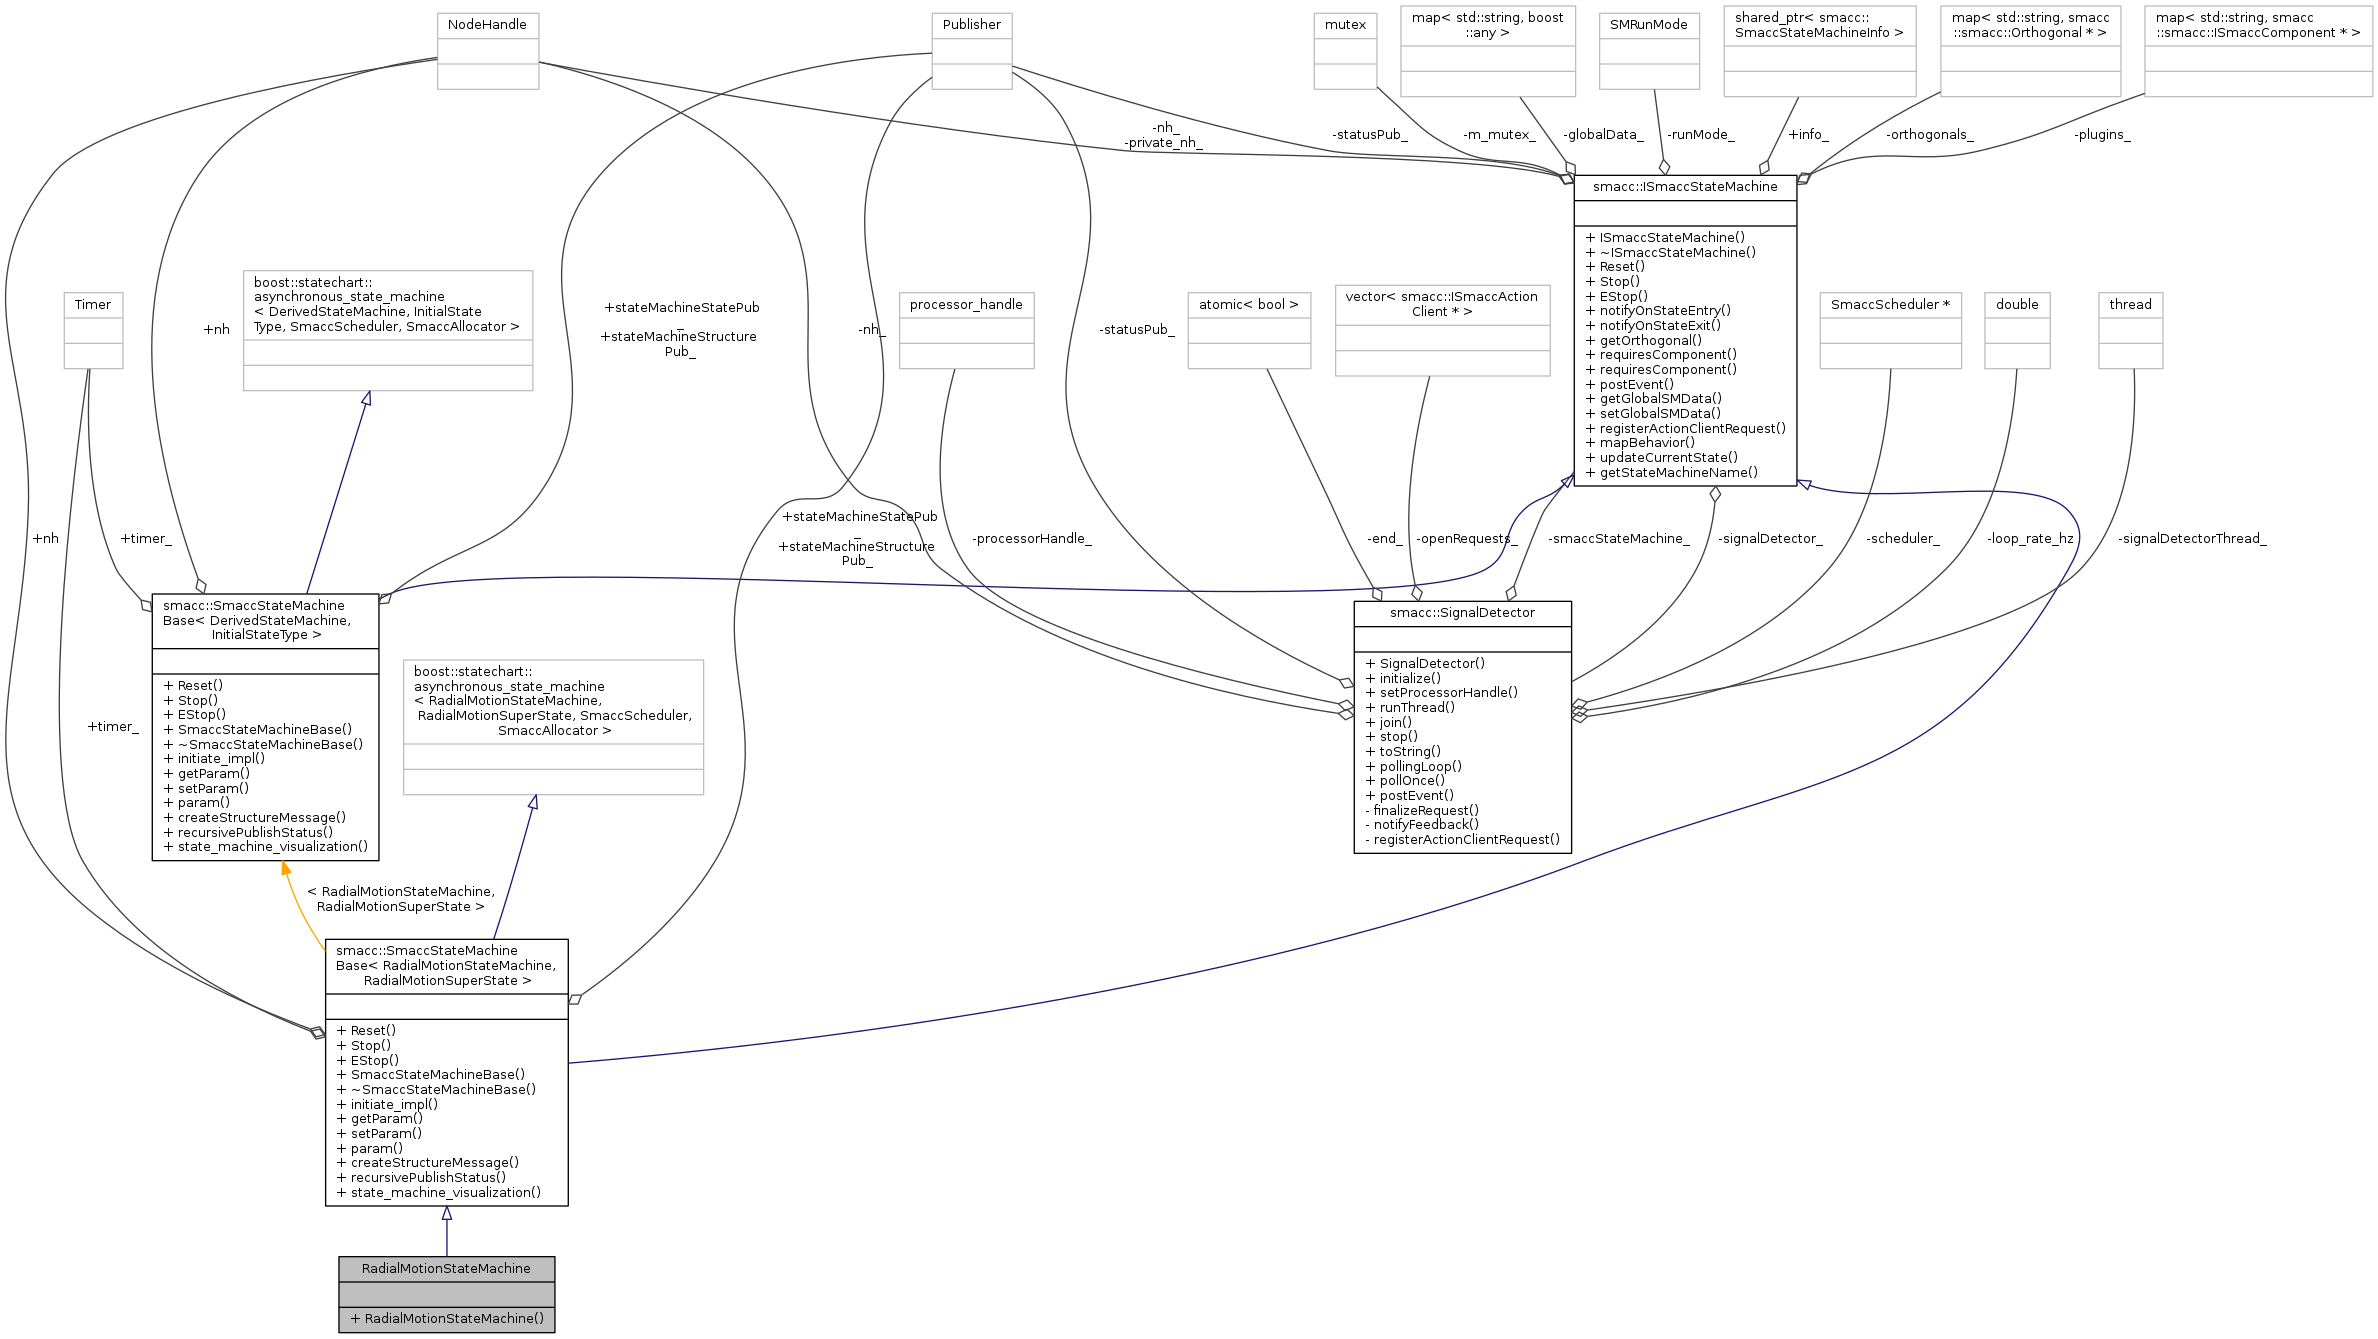 NodeHandle
Publisher
mutex
map< std::string, boost
::any >
SMRunMode
shared_ptr< smacc::
SmaccStateMachineInfo >
map< std::string, smacc
::smacc::Orthogonal * >
map< std::string, smacc
::smacc::ISmaccComponent * >
-nh_
-private_nh_
-statusPub_
-m_mutex_
-globalData_
-runMode_
+info_
-orthogonals_
-plugins_
smacc::ISmaccStateMachine
+ ISmaccStateMachine()
+ ~ISmaccStateMachine()
+ Reset()
+ Stop()
+ EStop()
+ notifyOnStateEntry()
+ notifyOnStateExit()
+ getOrthogonal()
+ requiresComponent()
+ requiresComponent()
+ postEvent()
+ getGlobalSMData()
+ setGlobalSMData()
+ registerActionClientRequest()
+ mapBehavior()
+ updateCurrentState()
+ getStateMachineName()
Timer
boost::statechart::
asynchronous_state_machine
< DerivedStateMachine, InitialState
Type, SmaccScheduler, SmaccAllocator >
+nh
+stateMachineStatePub
_
+stateMachineStructure
Pub_
-nh_
processor_handle
-statusPub_
atomic< bool >
vector< smacc::ISmaccAction
Client * >
SmaccScheduler *
double
thread
+nh
+timer_
+stateMachineStatePub
_
+stateMachineStructure
Pub_
-processorHandle_
-end_
-openRequests_
-smaccStateMachine_
-signalDetector_
-scheduler_
-loop_rate_hz
-signalDetectorThread_
smacc::SmaccStateMachine
Base< DerivedStateMachine,
InitialStateType >
+ Reset()
+ Stop()
+ EStop()
+ SmaccStateMachineBase()
+ ~SmaccStateMachineBase()
+ initiate_impl()
+ getParam()
+ setParam()
+ param()
+ createStructureMessage()
+ recursivePublishStatus()
+ state_machine_visualization()
smacc::SignalDetector
+ SignalDetector()
+ initialize()
+ setProcessorHandle()
+ runThread()
+ join()
+ stop()
+ toString()
+ pollingLoop()
+ pollOnce()
+ postEvent()
- finalizeRequest()
- notifyFeedback()
- registerActionClientRequest()
+timer_
boost::statechart::
asynchronous_state_machine
< RadialMotionStateMachine,
RadialMotionSuperState, SmaccScheduler,
SmaccAllocator >
< RadialMotionStateMachine,
RadialMotionSuperState >
smacc::SmaccStateMachine
Base< RadialMotionStateMachine,
RadialMotionSuperState >
+ Reset()
+ Stop()
+ EStop()
+ SmaccStateMachineBase()
+ ~SmaccStateMachineBase()
+ initiate_impl()
+ getParam()
+ setParam()
+ param()
+ createStructureMessage()
+ recursivePublishStatus()
+ state_machine_visualization()
RadialMotionStateMachine
+ RadialMotionStateMachine()